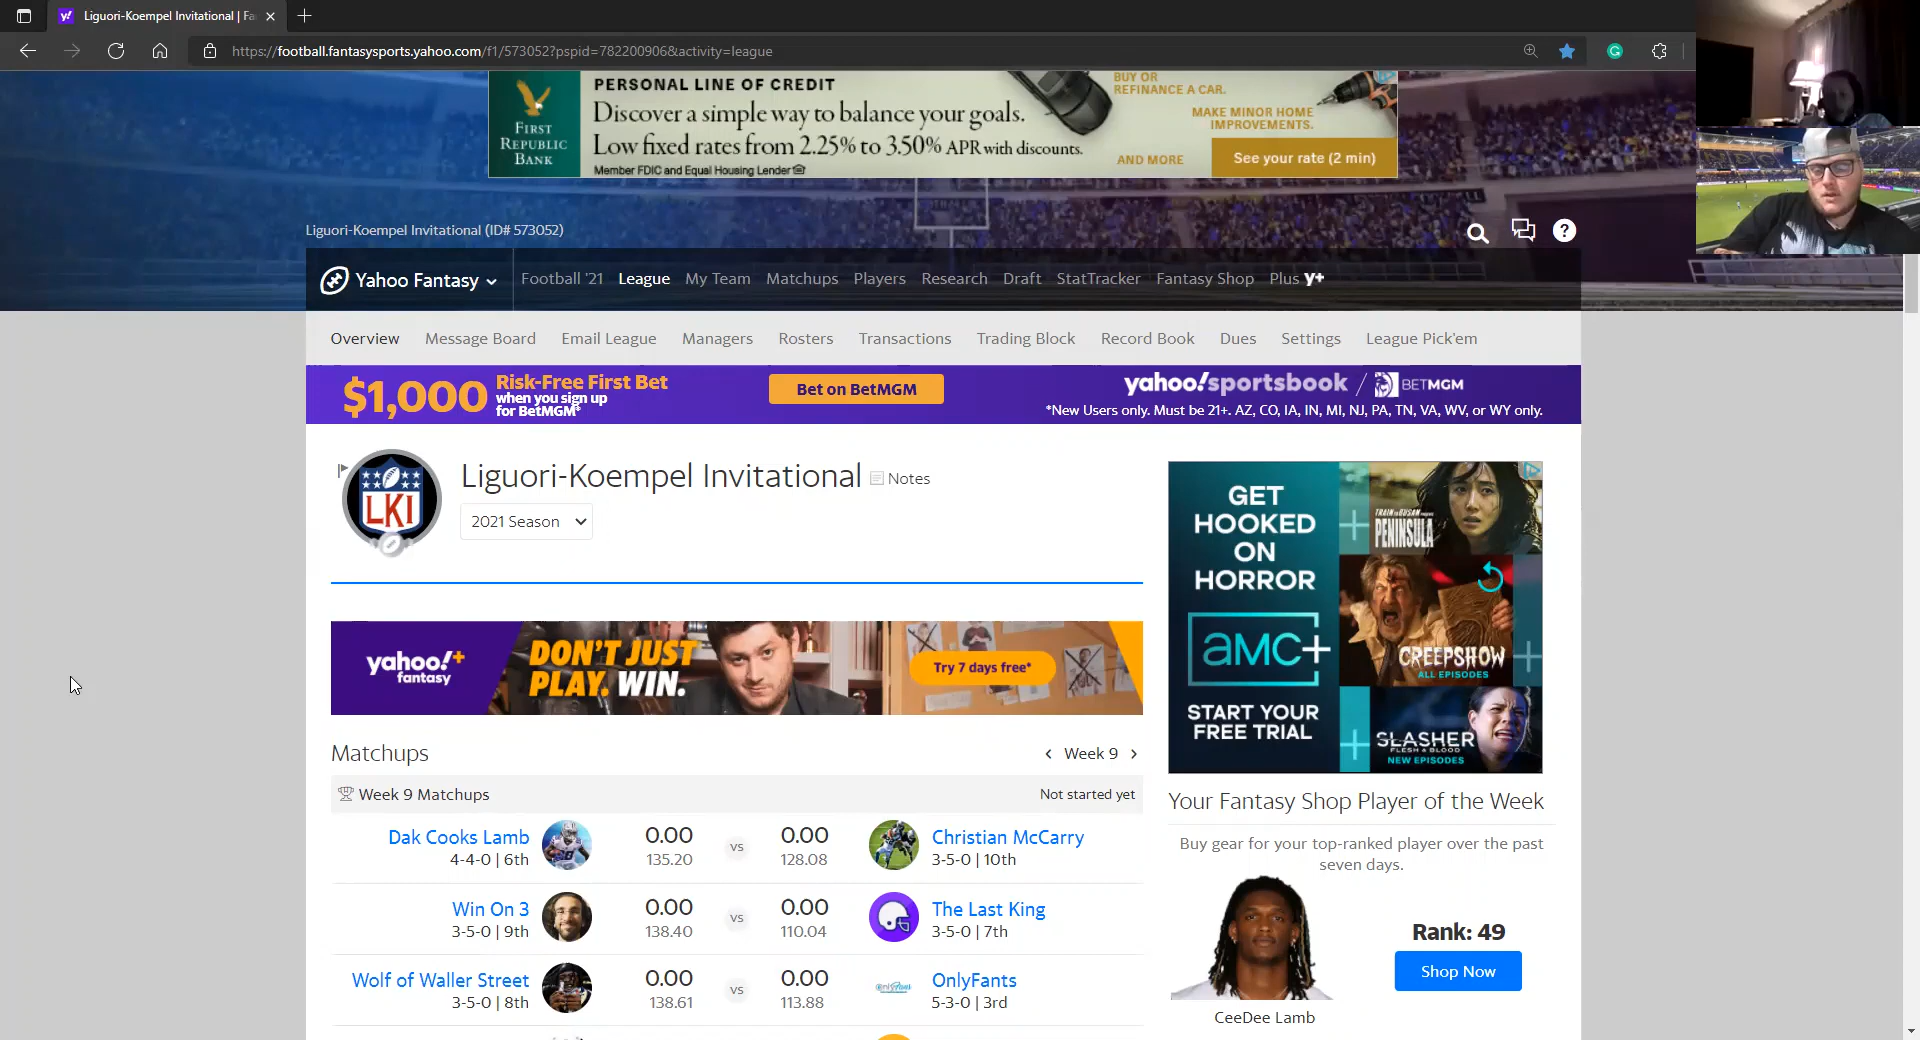 Liguori-Koempel Invitational | Fa
https://football.fantasysports.yahoo.com/f1/573052?pspid=782200906&activity=league
FIRST
REPUBLIC
BANK
PERSONAL LINE OF CREDIT
Discover a simple way to balance your goals.
Low fixed rates from 2.25% to 3.50% APR with discounts.
Member FDIC and Equal Housing Lender
BUY OR
REFINANCE A CAR.
MAKE MINOR HOME
IMPROVEMENTS.
AND MORE
See your rate (2 min)
Liguori-Koempel Invitational (ID# 573052)
Yahoo Fantasy Football '21 League My Team Matchups Players Research Draft StatTracker Fantasy Shop Plus y+
Overview Message Board Email League Managers Rosters Transactions Trading Block Record Book Dues Settings League Pick'em
$1,000 Risk-Free First Bet
when you sign up
for BetMGM*
Bet on BetMGM
yahoo!sportsbook / BETMGM
*New Users only. Must be 21+. AZ, CO, IA, IN, MI, NJ, PA, TN, VA, WV, or WY only.
LKI
Liguori-Koempel Invitational Notes
2021 Season
yahoo!+
fantasy
DON'T JUST
PLAY. WIN.
Try 7 days free*
Matchups
Week 9
Week 9 Matchups Not started yet
Dak Cooks Lamb 0.00 vs 0.00 Christian McCarry
4-4-0 | 6th 135.20 128.08 3-5-0 | 10th
Win On 3 0.00 vs 0.00 The Last King
3-5-0 | 9th 138.40 110.04 3-5-0 | 7th
Wolf of Waller Street 0.00 vs 0.00 OnlyFants
3-5-0 | 8th 138.61 113.88 5-3-0 | 3rd
GET
HOOKED
ON
HORROR
amc+
START YOUR
FREE TRIAL
TRAIN TO BUSAN PRESENTS
PENINSULA
CREEPSHOW
ALL EPISODES
SLASHER
FLESH & BLOOD
NEW EPISODES
Your Fantasy Shop Player of the Week
Buy gear for your top-ranked player over the past
seven days.
Rank: 49
Shop Now
CeeDee Lamb